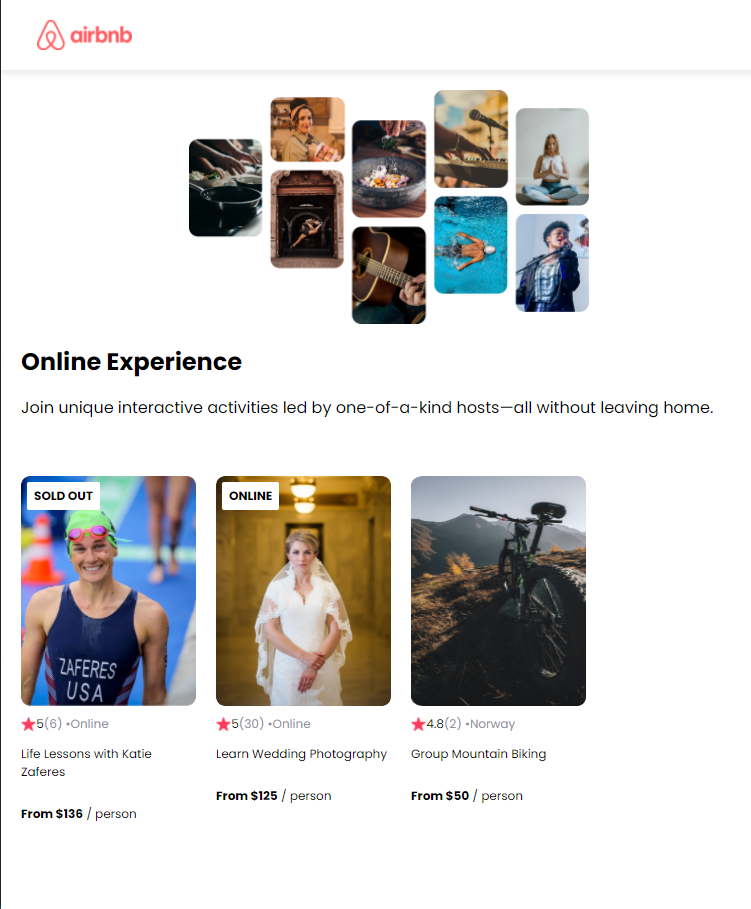 airbnb
Online Experience
Join unique interactive activities led by one-of-a-kind hosts—all without leaving home.
SOLD OUT
ZAFERES
USA
5(6) •Online
Life Lessons with Katie
Zaferes
From $136 / person
ONLINE
5(30) •Online
Learn Wedding Photography
From $125 / person
4.8(2) •Norway
Group Mountain Biking
From $50 / person